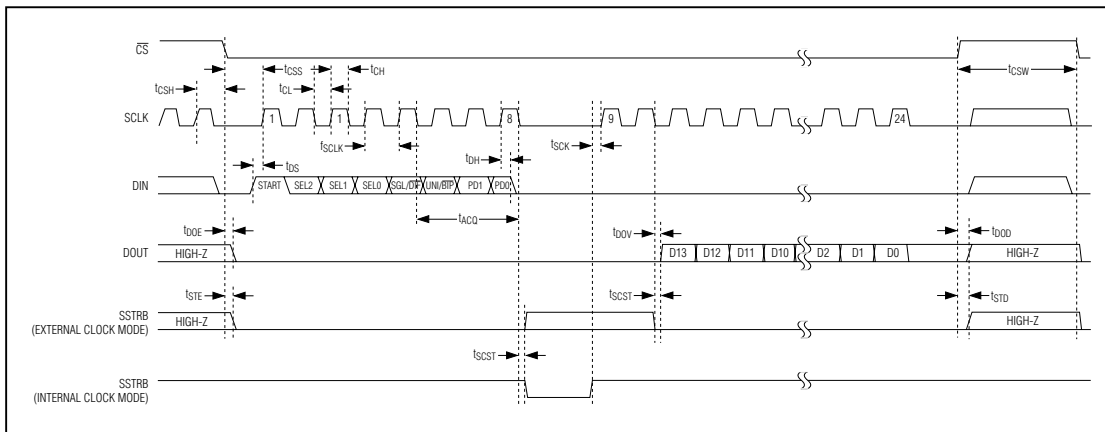 CS
tCSS
tCH
tCSW
tCSH
tCL
SCLK
1
1
8
9
24
fSCLK
tDH
tSCK
tDS
DIN
START
SEL2
SEL1
SEL0
SGL/DIF
UNI/BIP
PD1
PD0
tACQ
tDOE
tDOV
tDOD
DOUT
HIGH-Z
D13
D12
D11
D10
D2
D1
D0
HIGH-Z
tSTE
tSCST
tSTD
SSTRB
(EXTERNAL CLOCK MODE)
HIGH-Z
HIGH-Z
tSCST
SSTRB
(INTERNAL CLOCK MODE)